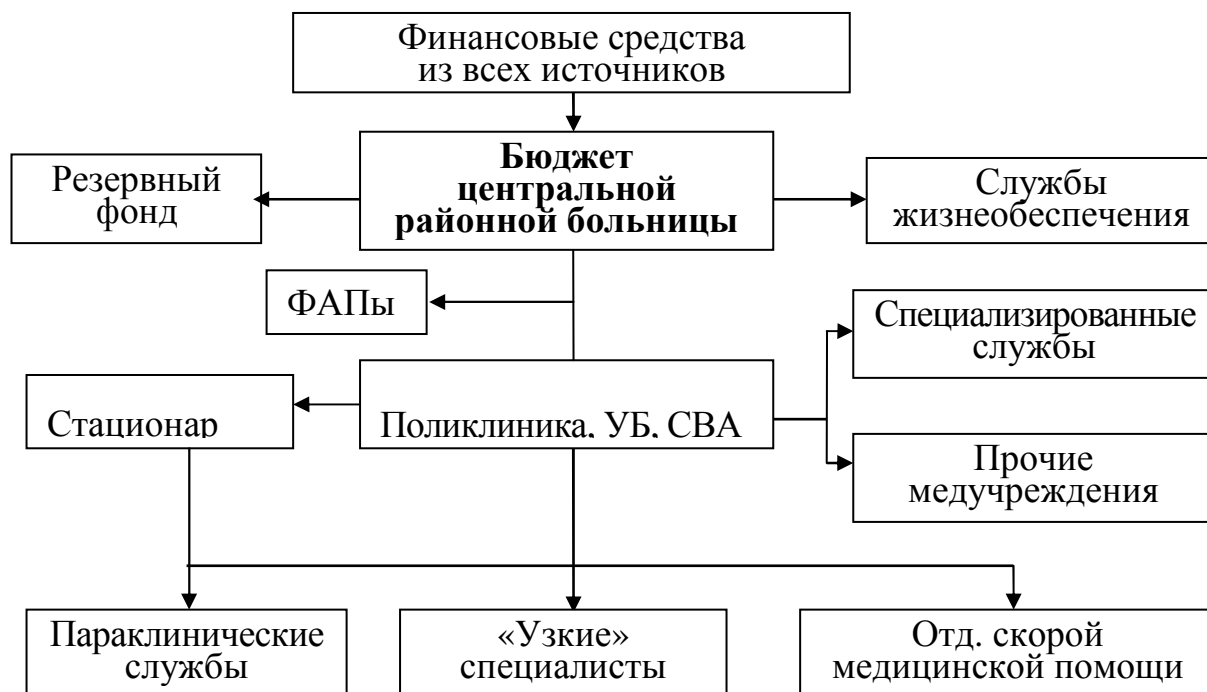 Финансовые средства
из всех источников
Бюджет
центральной
районной больницы
Резервный
фонд
Службы
жизнеобеспечения
ФАПы
Специализированные
службы
Стационар
Поликлиника, УБ, СВА
Прочие
медучреждения
Параклинические
службы
«Узкие»
специалисты
Отд. скорой
медицинской помощи